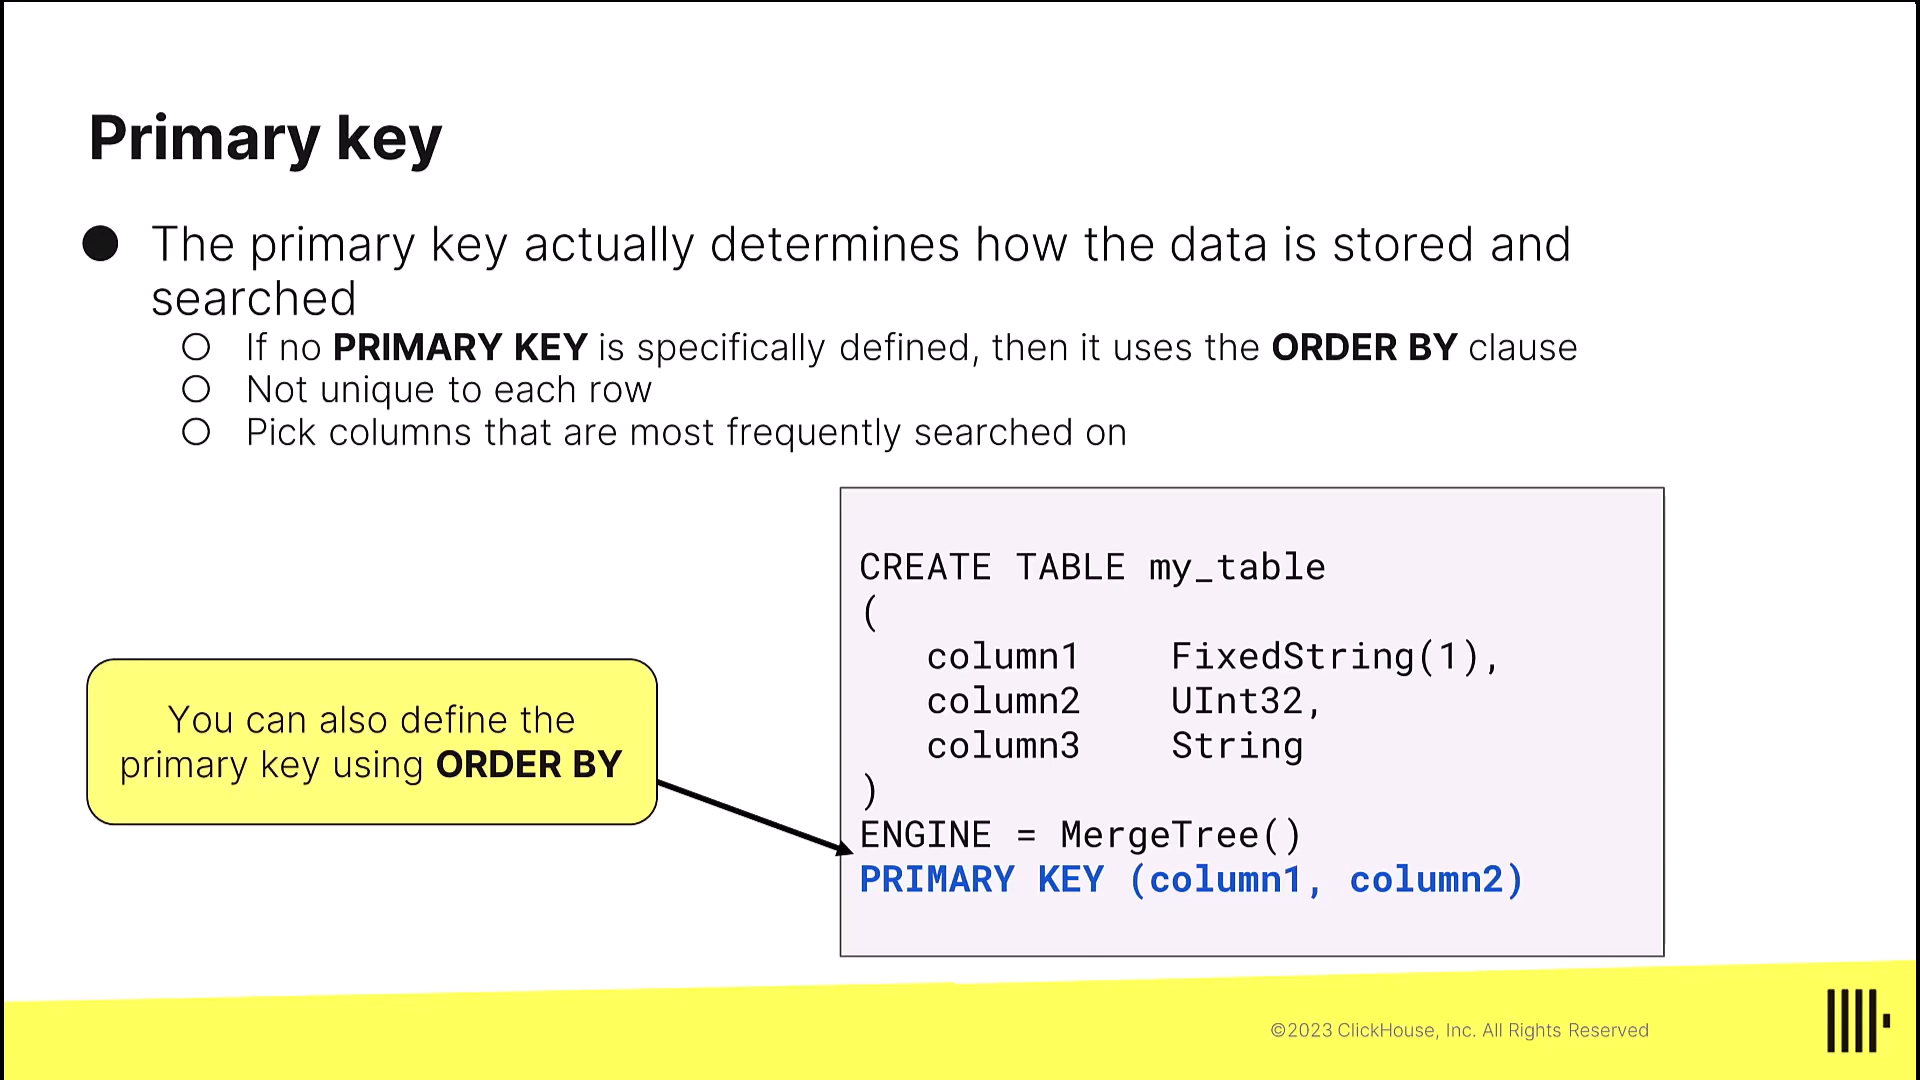 Primary key
● The primary key actually determines how the data is stored and
searched
○ If no PRIMARY KEY is specifically defined, then it uses the ORDER BY clause
○ Not unique to each row
○ Pick columns that are most frequently searched on
You can also define the
primary key using ORDER BY
CREATE TABLE my_table
(
column1 FixedString(1),
column2 UInt32,
column3 String
)
ENGINE = MergeTree()
PRIMARY KEY (column1, column2)
©2023 ClickHouse, Inc. All Rights Reserved